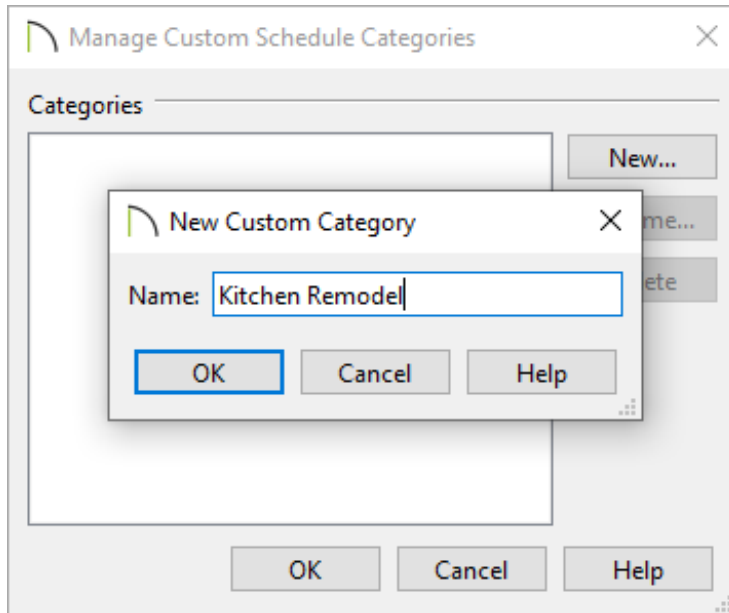 Manage Custom Schedule Categories
Categories
New...
New Custom Category
Name: Kitchen Remodel
OK Cancel Help
OK Cancel Help